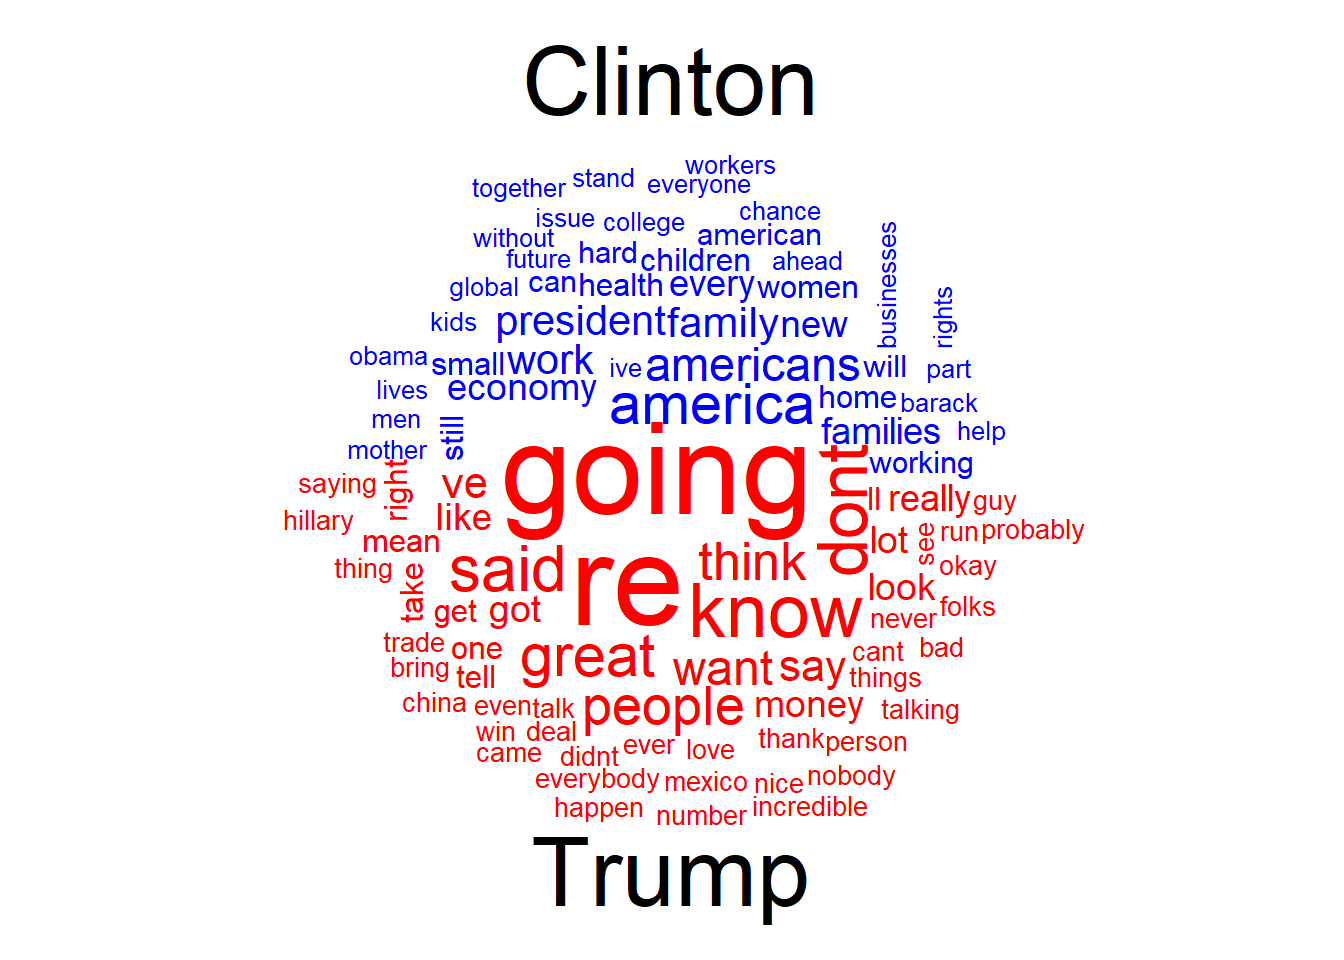 Clinton
workers
together stand everyone
issue college chance
without american
future hard children ahead businesses
global can health every women rights
kids president family new
obama small work ive americans will part
lives economy america home barack
men still families help
mother working
saying right ve going dont ll really guy
hillary like lot see run probably
mean said re think okay
thing take know look folks
get got never
trade one great want say cant bad
bring tell things
china even talk people money talking
win deal
came didnt ever love thank person
everybody mexico nice nobody
happen number incredible
Trump